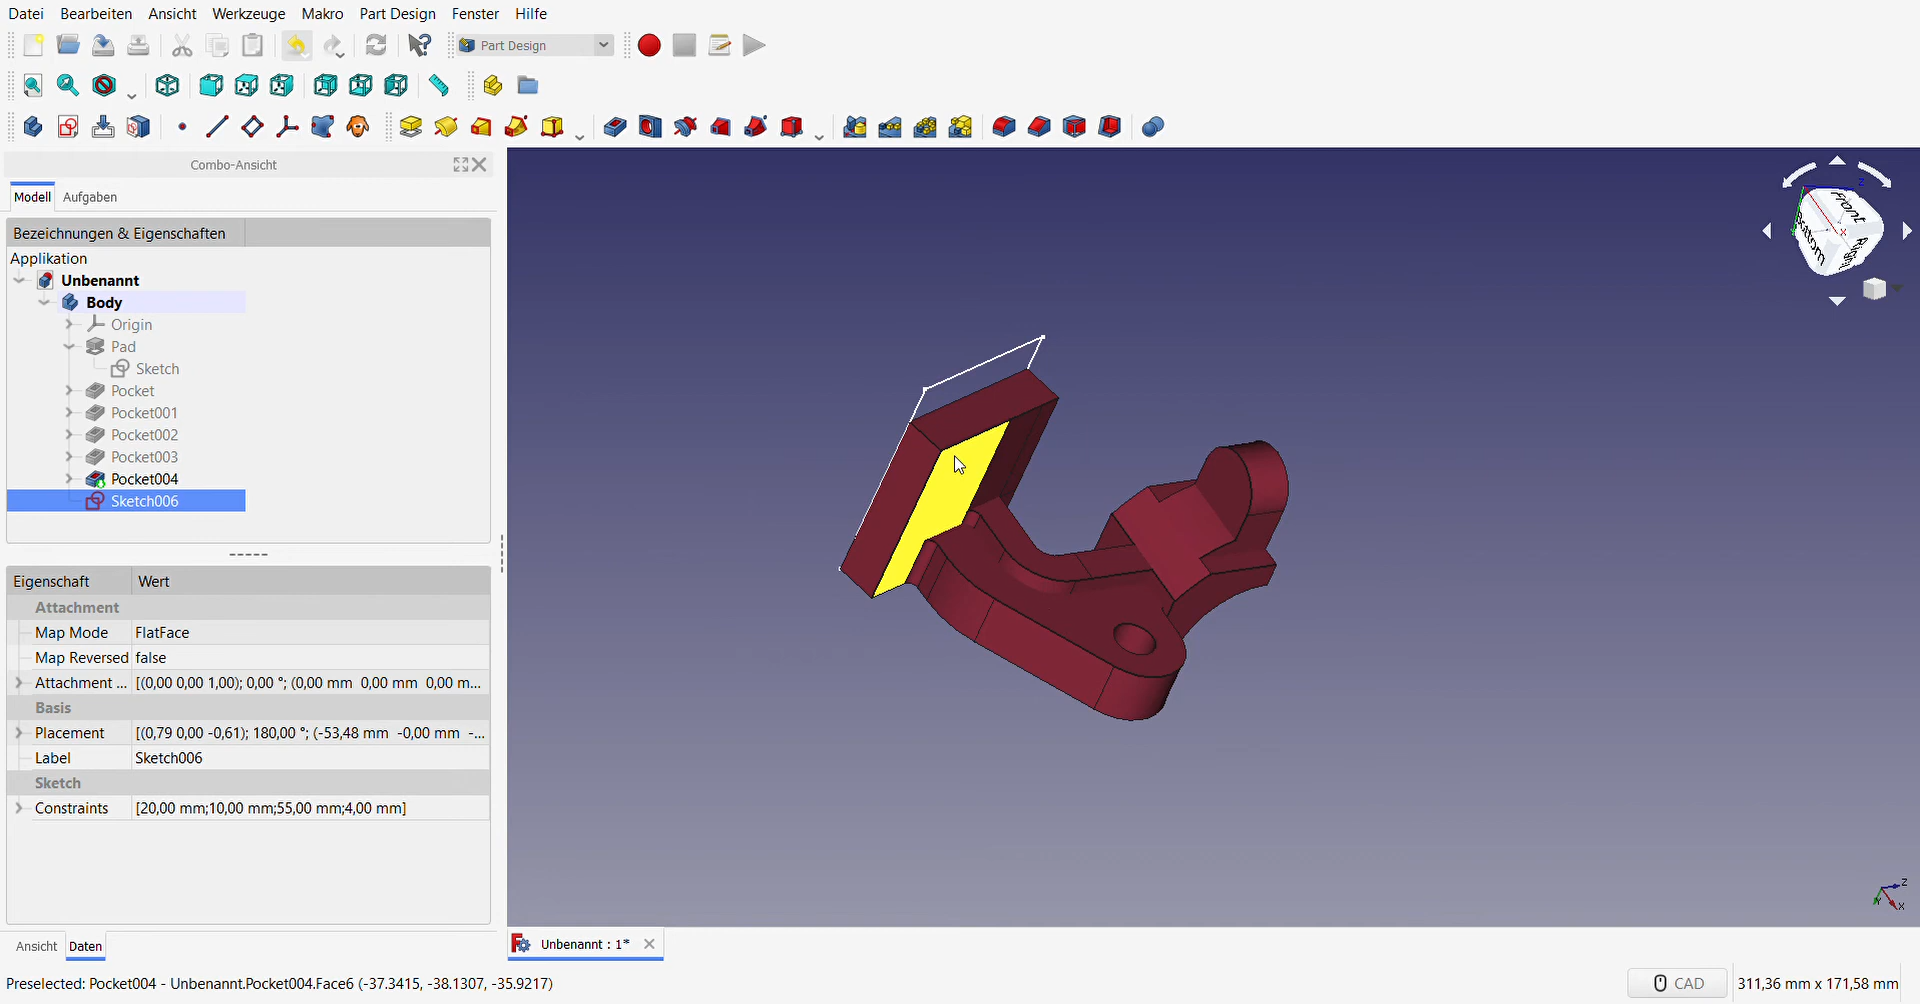 Datei Bearbeiten Ansicht Werkzeuge Makro Part Design Fenster Hilfe
Part Design
Combo-Ansicht
Modell Aufgaben
Bezeichnungen & Eigenschaften
Applikation
Unbenannt
Body
Origin
Pad
Sketch
Pocket
Pocket001
Pocket002
Pocket003
Pocket004
Sketch006
Eigenschaft Wert
Attachment
Map Mode FlatFace
Map Reversed false
Attachment ... [(0,00 0,00 1,00); 0,00 °; (0,00 mm 0,00 mm 0,00 m...
Basis
Placement [(0,79 0,00 -0,61); 180,00 °; (-53,48 mm -0,00 mm -...
Label Sketch006
Sketch
Constraints [20,00 mm;10,00 mm;55,00 mm;4,00 mm]
Ansicht Daten
Front
Bottom
Right
Z
X
Z
Y
X
Unbenannt : 1*
Preselected: Pocket004 - Unbenannt.Pocket004.Face6 (-37.3415, -38.1307, -35.9217)
CAD
311,36 mm x 171,58 mm